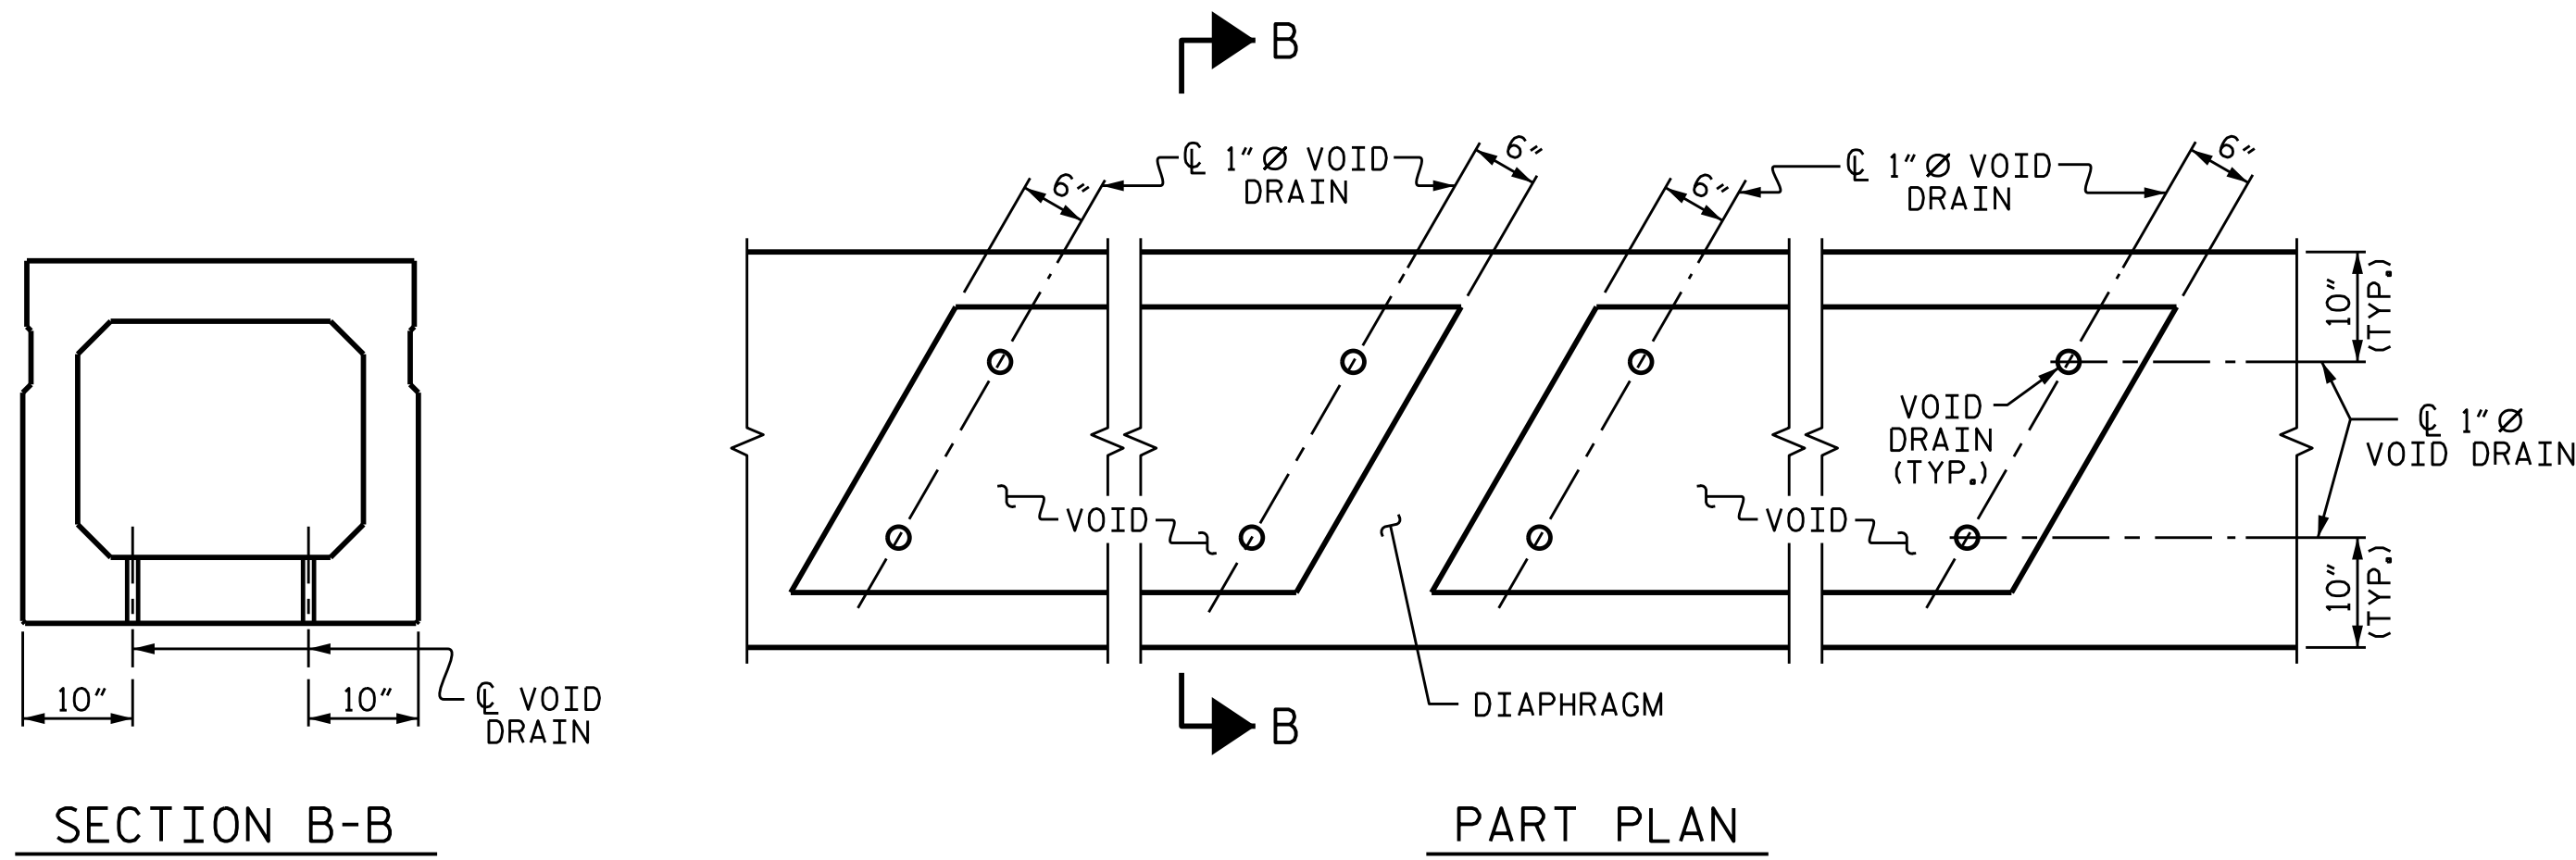 B
6"
℄ 1"Ø VOID
DRAIN
6"
6"
℄ 1"Ø VOID
DRAIN
6"
10"
(TYP.)
VOID
DRAIN
(TYP.)
℄ 1"Ø
VOID DRAIN
VOID
VOID
10"
(TYP.)
10"
10"
℄ VOID
DRAIN
DIAPHRAGM
B
SECTION B-B
PART PLAN